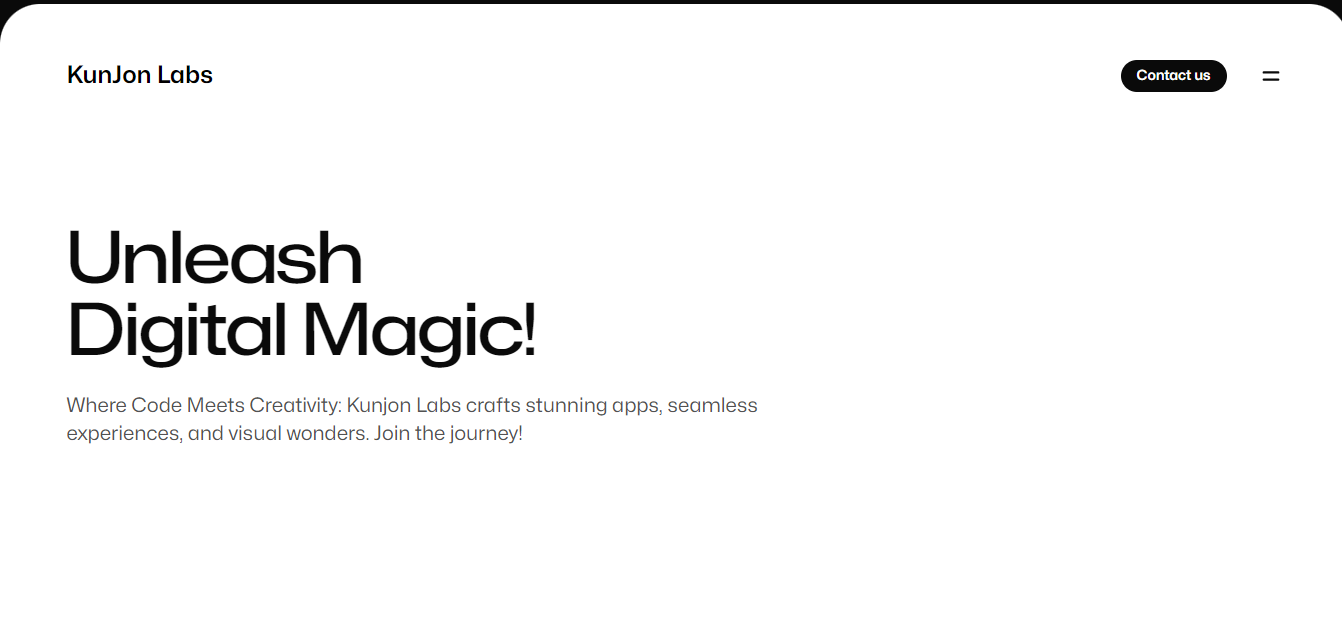 KunJon Labs
Contact us
Unleash
Digital Magic!
Where Code Meets Creativity: Kunjon Labs crafts stunning apps, seamless
experiences, and visual wonders. Join the journey!